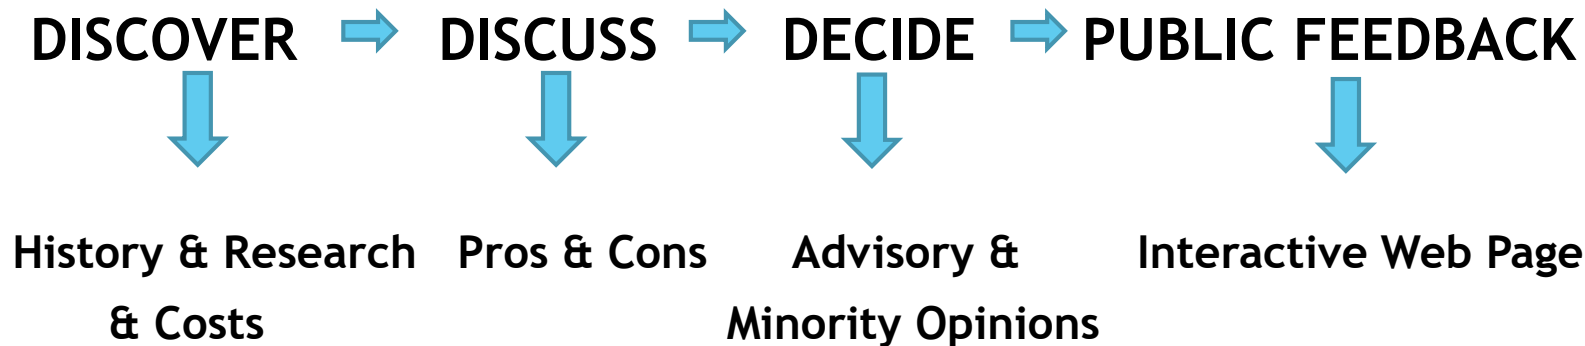 DISCOVER DISCUSS DECIDE PUBLIC FEEDBACK
History & Research Pros & Cons Advisory & Interactive Web Page
& Costs Minority Opinions